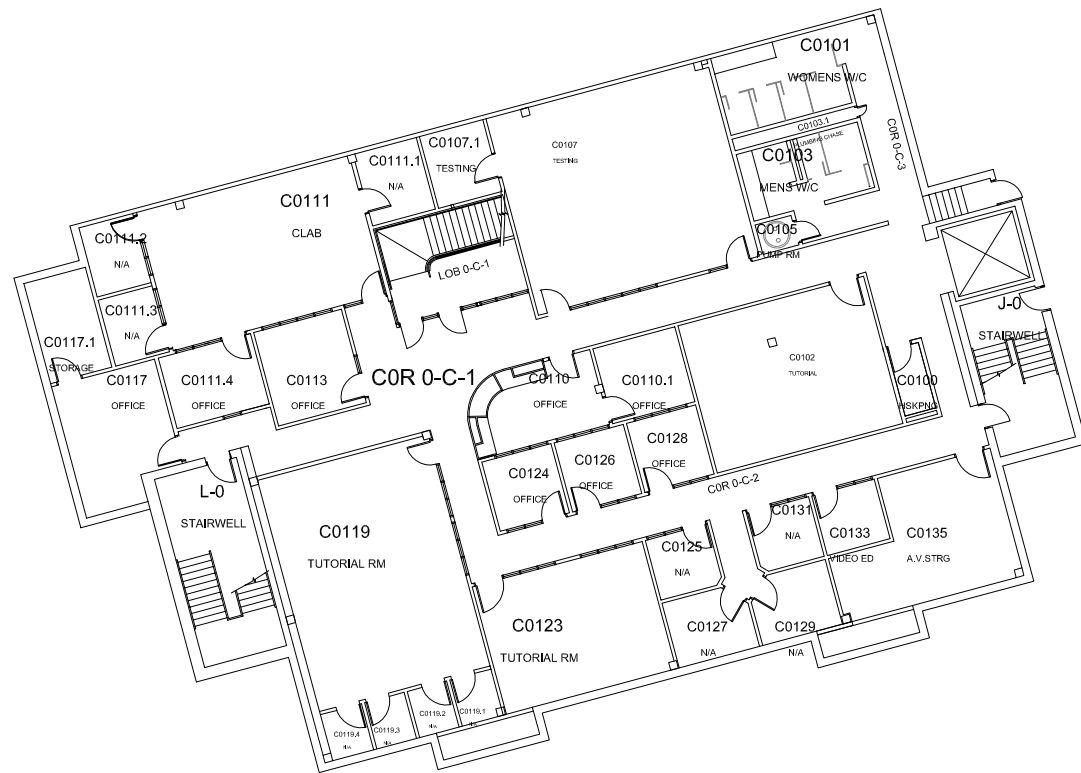 C0101
WOMENS W/C
C0103.1
PLUMBING CHASE
COR 0-C-3
C0107.1
TESTING
C0107
TESTING
C0103
MENS W/C
C0111.1
N/A
C0111
CLAB
C0105
PUMP RM
C0111.2
N/A
LOB 0-C-1
C0111.3
N/A
J-0
STAIRWELL
C0117.1
STORAGE
C0117
OFFICE
C0111.4
OFFICE
C0113
OFFICE
C0R 0-C-1
C0110
OFFICE
C0110.1
OFFICE
C0102
TUTORIAL
C0100
HSKPNG
C0128
OFFICE
C0126
OFFICE
C0124
OFFICE
C0R 0-C-2
L-0
STAIRWELL
C0119
TUTORIAL RM
C0131
N/A
C0133
VIDEO ED
C0135
A.V.STRG
C0125
N/A
C0123
TUTORIAL RM
C0127
N/A
C0129
N/A
C0119.4
N/A
C0119.3
N/A
C0119.2
N/A
C0119.1
N/A